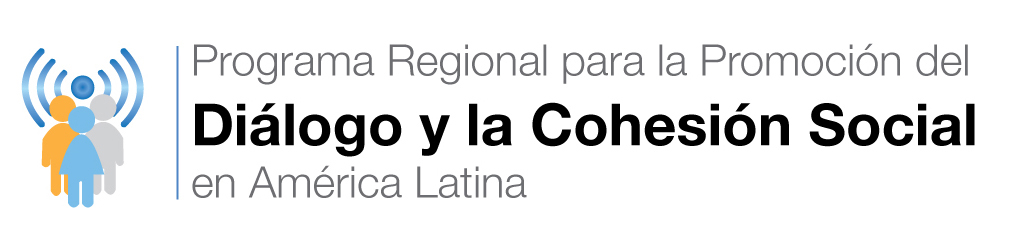 Programa Regional para la Promoción del
Diálogo y la Cohesión Social
en América Latina